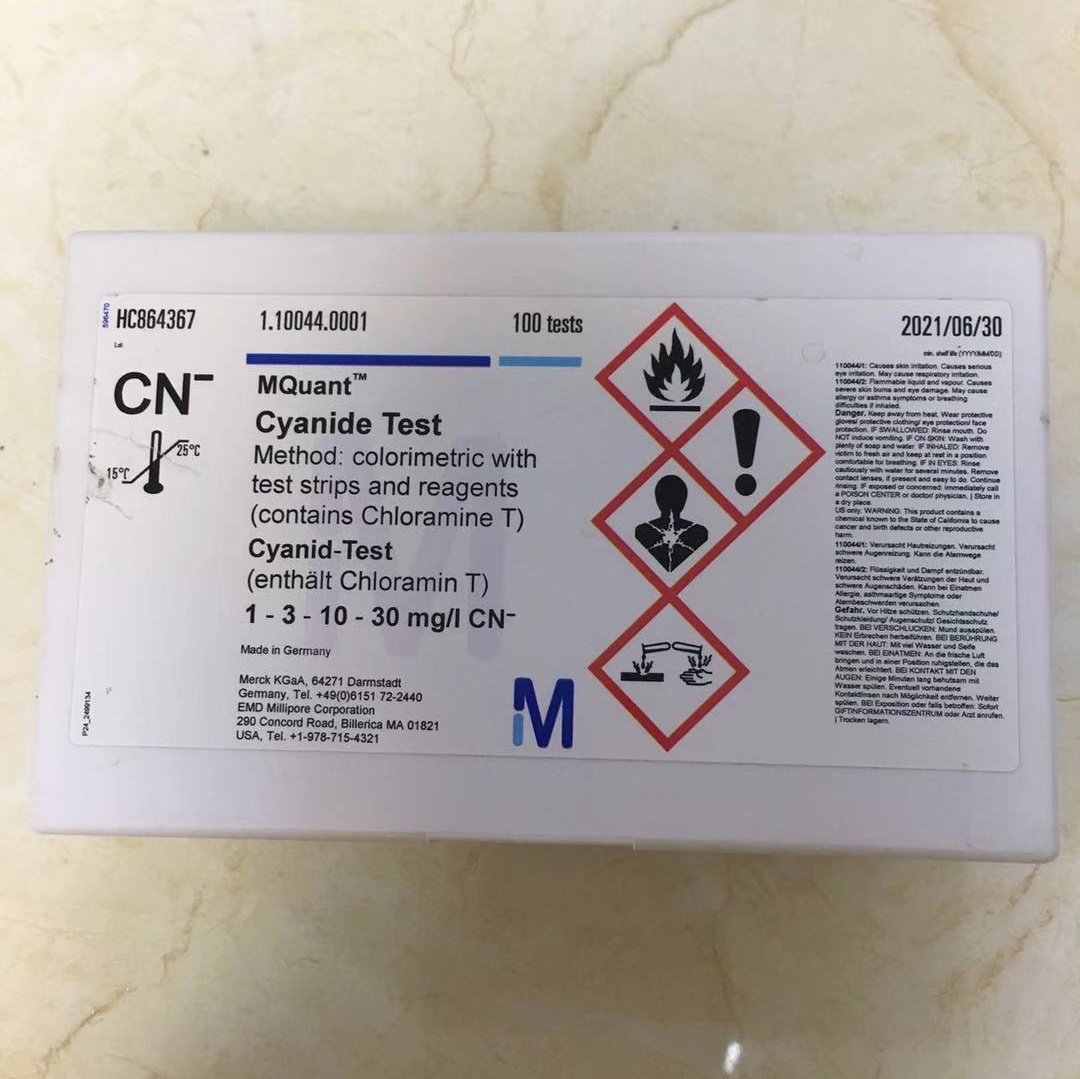 596470
HC864367
Lot:
1.10044.0001
100 tests
2021/06/30
min. shelf life (YYYY/MM/DD)
CN⁻
15°C
25°C
MQuant™
Cyanide Test
Method: colorimetric with
test strips and reagents
(contains Chloramine T)
Cyanid-Test
(enthält Chloramin T)
1 - 3 - 10 - 30 mg/l CN⁻
Made in Germany
Merck KGaA, 64271 Darmstadt
Germany, Tel. +49(0)6151 72-2440
EMD Millipore Corporation
290 Concord Road, Billerica MA 01821
USA, Tel. +1-978-715-4321
P24_2499134
M
110044/1: Causes skin irritation. Causes serious
eye irritation. May cause respiratory irritation.
110044/2: Flammable liquid and vapour. Causes
severe skin burns and eye damage. May cause
allergy or asthma symptoms or breathing
difficulties if inhaled.
Danger. Keep away from heat. Wear protective
gloves/ protective clothing/ eye protection/ face
protection. IF SWALLOWED: Rinse mouth. Do
NOT induce vomiting. IF ON SKIN: Wash with
plenty of soap and water. IF INHALED: Remove
victim to fresh air and keep at rest in a position
comfortable for breathing. IF IN EYES: Rinse
cautiously with water for several minutes. Remove
contact lenses, if present and easy to do. Continue
rinsing. IF exposed or concerned: immediately call
a POISON CENTER or doctor/ physician. | Store in
a dry place.
US only: WARNING: This product contains a
chemical known to the State of California to cause
cancer and birth defects or other reproductive
harm.
110044/1: Verursacht Hautreizungen. Verursacht
schwere Augenreizung. Kann die Atemwege
reizen.
110044/2: Flüssigkeit und Dampf entzündbar.
Verursacht schwere Verätzungen der Haut und
schwere Augenschäden. Kann bei Einatmen
Allergie, asthmaartige Symptome oder
Atembeschwerden verursachen.
Gefahr. Vor Hitze schützen. Schutzhandschuhe/
Schutzkleidung/ Augenschutz/ Gesichtsschutz
tragen. BEI VERSCHLUCKEN: Mund ausspülen.
KEIN Erbrechen herbeiführen. BEI BERÜHRUNG
MIT DER HAUT: Mit viel Wasser und Seife
waschen. BEI EINATMEN: An die frische Luft
bringen und in einer Position ruhigstellen, die das
Atmen erleichtert. BEI KONTAKT MIT DEN
AUGEN: Einige Minuten lang behutsam mit
Wasser spülen. Eventuell vorhandene
Kontaktlinsen nach Möglichkeit entfernen. Weiter
spülen. BEI Exposition oder falls betroffen: Sofort
GIFTINFORMATIONSZENTRUM oder Arzt anrufen.
| Trocken lagern.